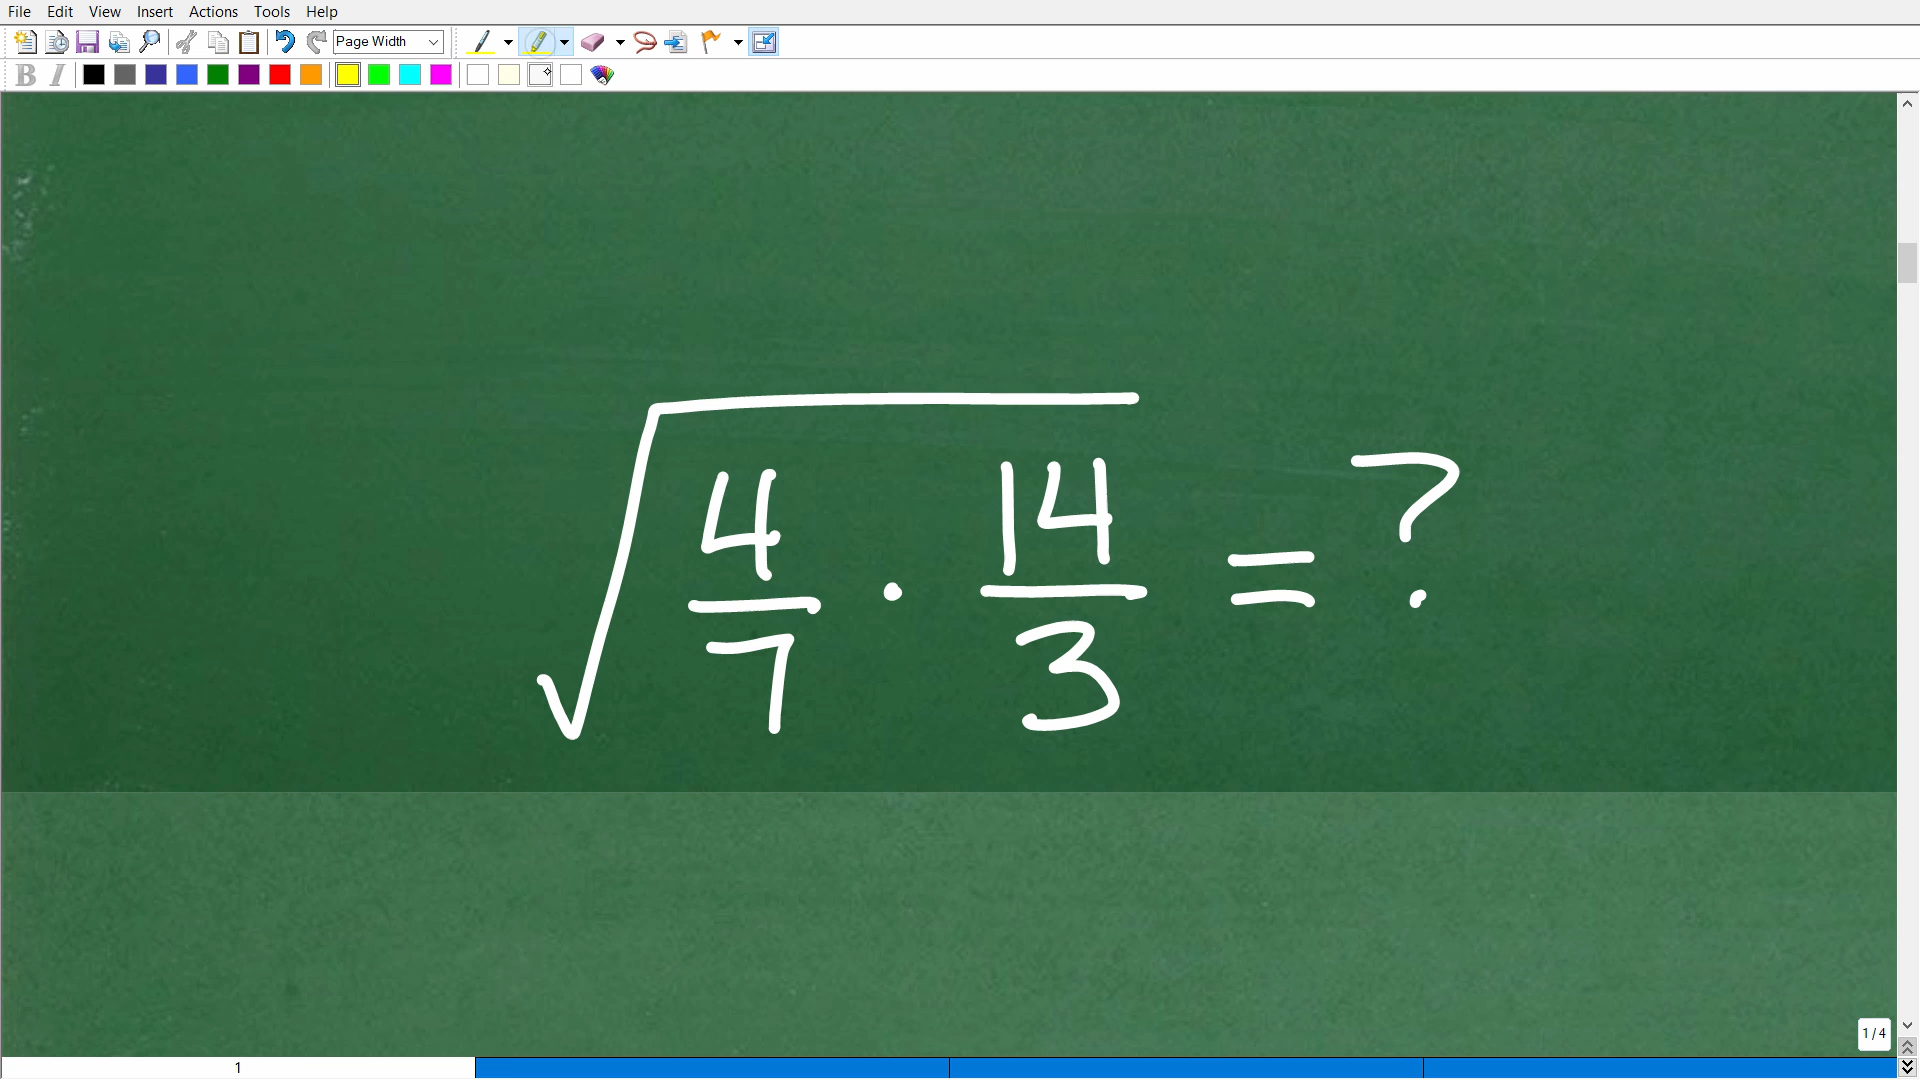 File Edit View Insert Actions Tools Help
Page Width
B I
√(4/7 · 14/3) = ?
1 / 4
1